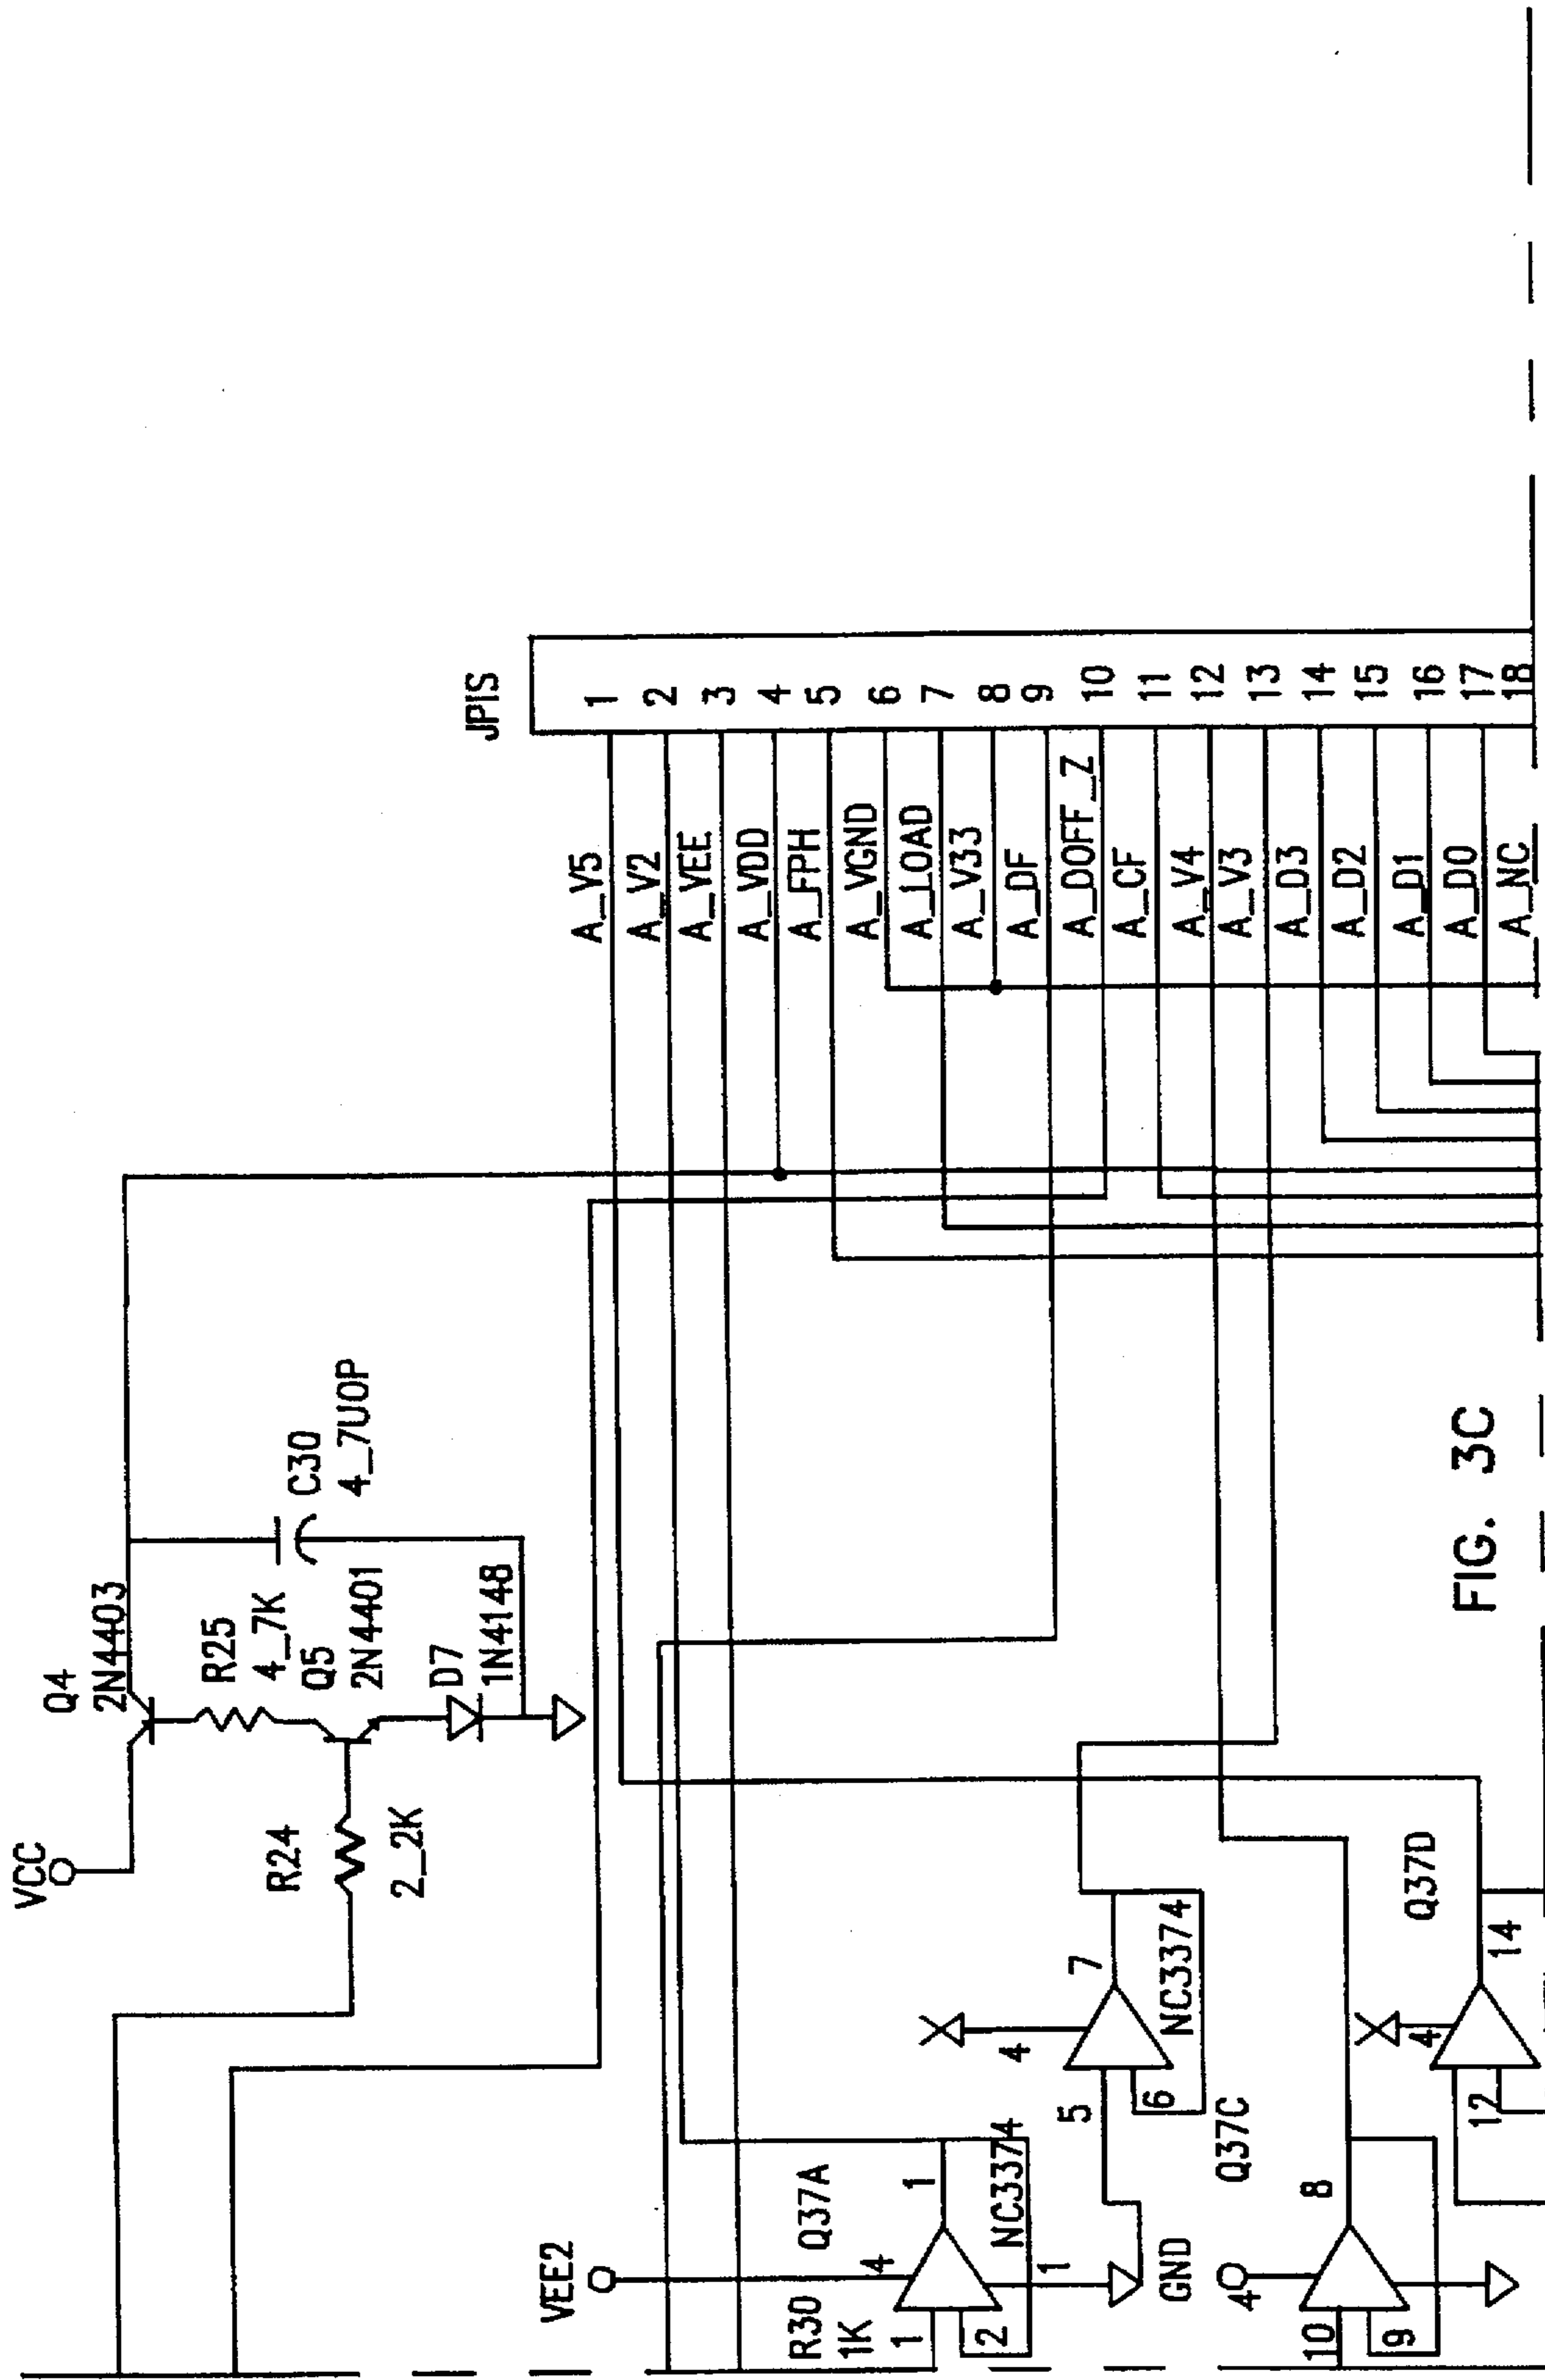 VCC
Q4
2N4403
R25
4_7K
C30
4_7UOP
R24
2_2K
Q5
2N4401
D7
1N4148
JPIS
A_V5 1
A_V2 2
A_VEE 3
A_VDD 4
A_FPH 5
A_VGND 6
A_LOAD 7
A_V33 8
A_DF 9
A_DOFF_Z 10
A_CF 11
A_V4 12
A_V3 13
A_D3 14
A_D2 15
A_D1 16
A_D0 17
A_NC 18
VEE2
R30
1K
Q37A
4
1
2
1
1
NC3374
GND
4
5
6
7
NC3374
Q37C
4
10
9
8
Q37D
4
12
14
FIG. 3C